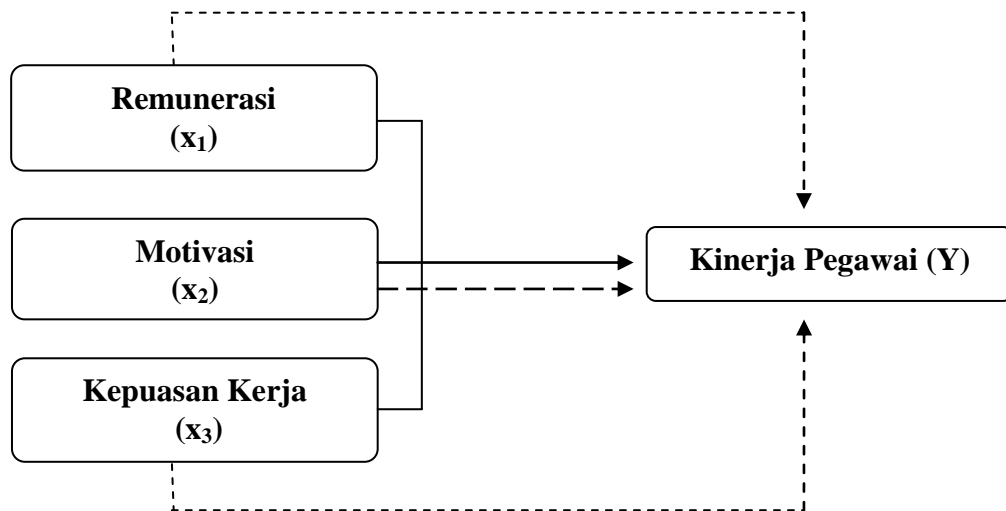 Remunerasi
(x₁)
Motivasi
(x₂)
Kinerja Pegawai (Y)
Kepuasan Kerja
(x₃)